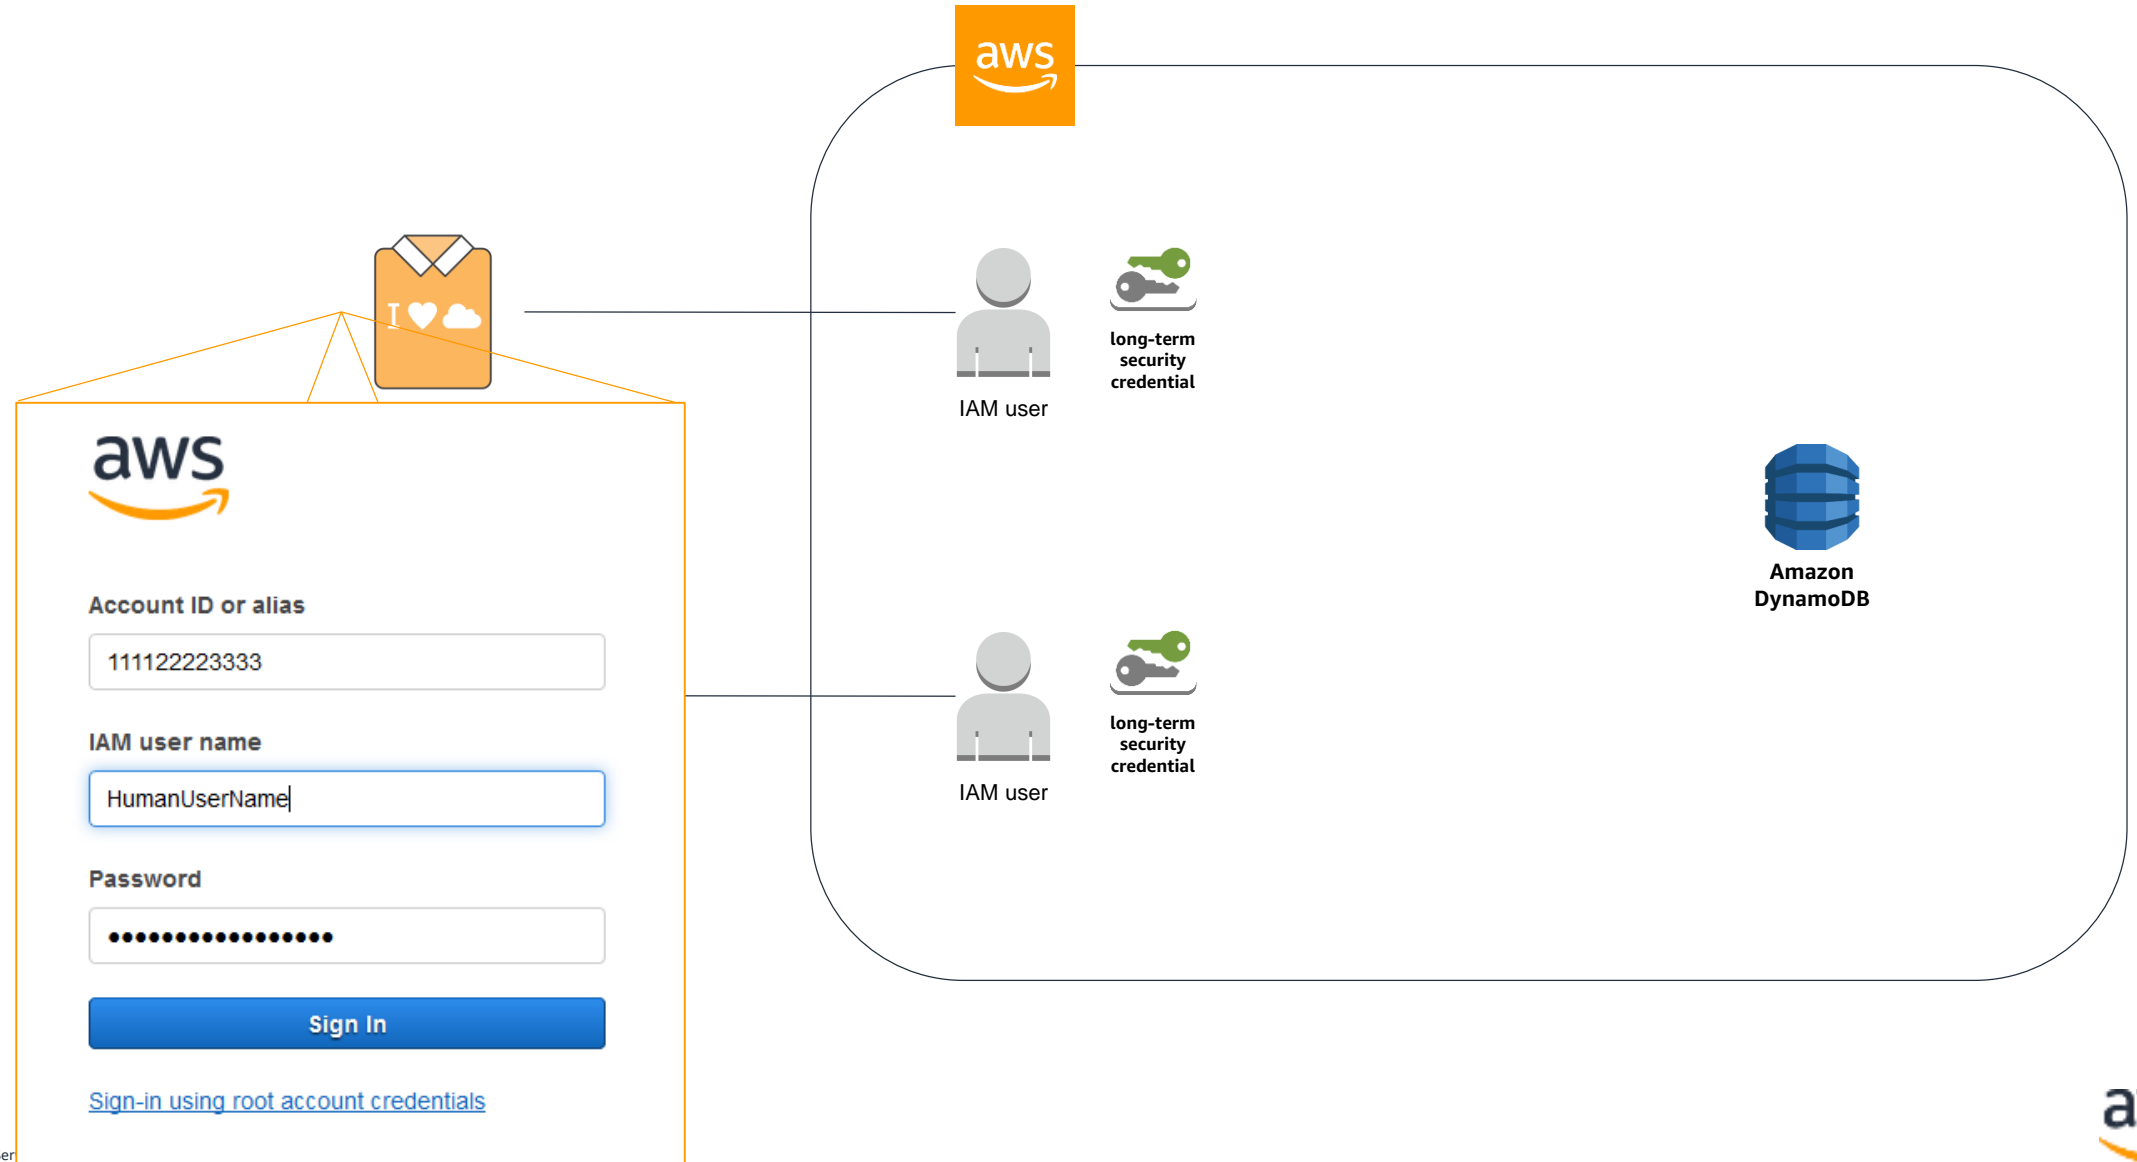 aws
I
long-term
security
credential
IAM user
aws
Account ID or alias
111122223333
IAM user name
HumanUserName
Password
•••••••••••••••••
Sign In
Sign-in using root account credentials
Amazon
DynamoDB
long-term
security
credential
IAM user